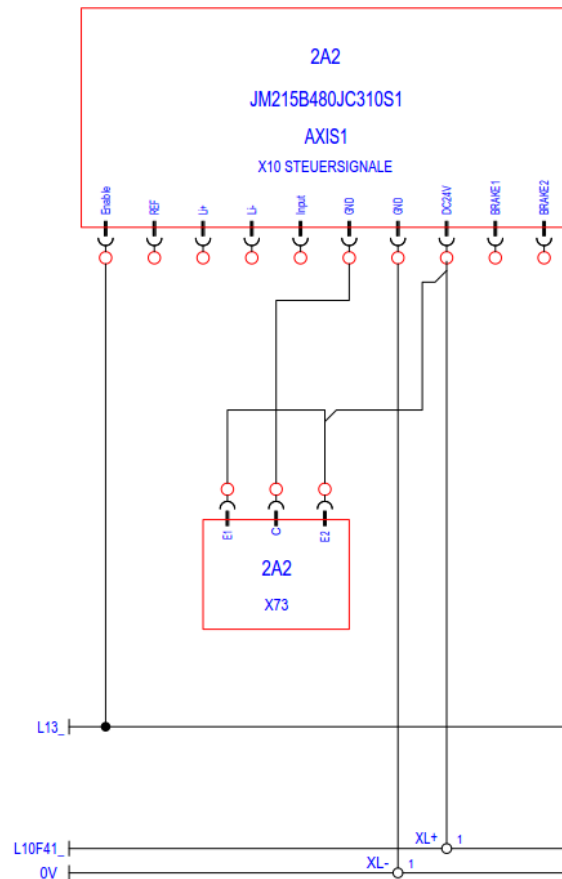 2A2
JM215B480JC310S1
AXIS1
X10 STEUERSIGNALE
Enable
REF
U+
U-
Input
GND
GND
DC24V
BRAKE1
BRAKE2
E1
C
E2
2A2
X73
L13_
L10F41_
XL+ 1
0V
XL- 1